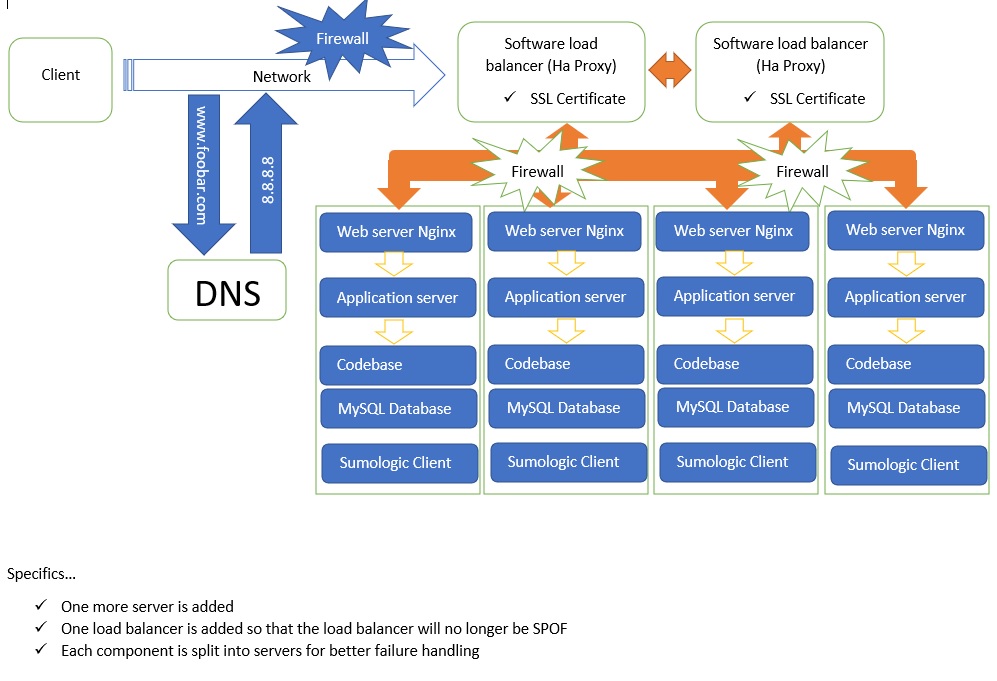 Firewall
Client
Network
www.foobar.com
8.8.8.8
DNS
Software load
balancer (Ha Proxy)
✓ SSL Certificate
Software load balancer
(Ha Proxy)
✓ SSL Certificate
Firewall
Firewall
Web server Nginx
Application server
Codebase
MySQL Database
Sumologic Client
Web server Nginx
Application server
Codebase
MySQL Database
Sumologic Client
Web server Nginx
Application server
Codebase
MySQL Database
Sumologic Client
Web server Nginx
Application server
Codebase
MySQL Database
Sumologic Client
Specifics...
✓ One more server is added
✓ One load balancer is added so that the load balancer will no longer be SPOF
✓ Each component is split into servers for better failure handling